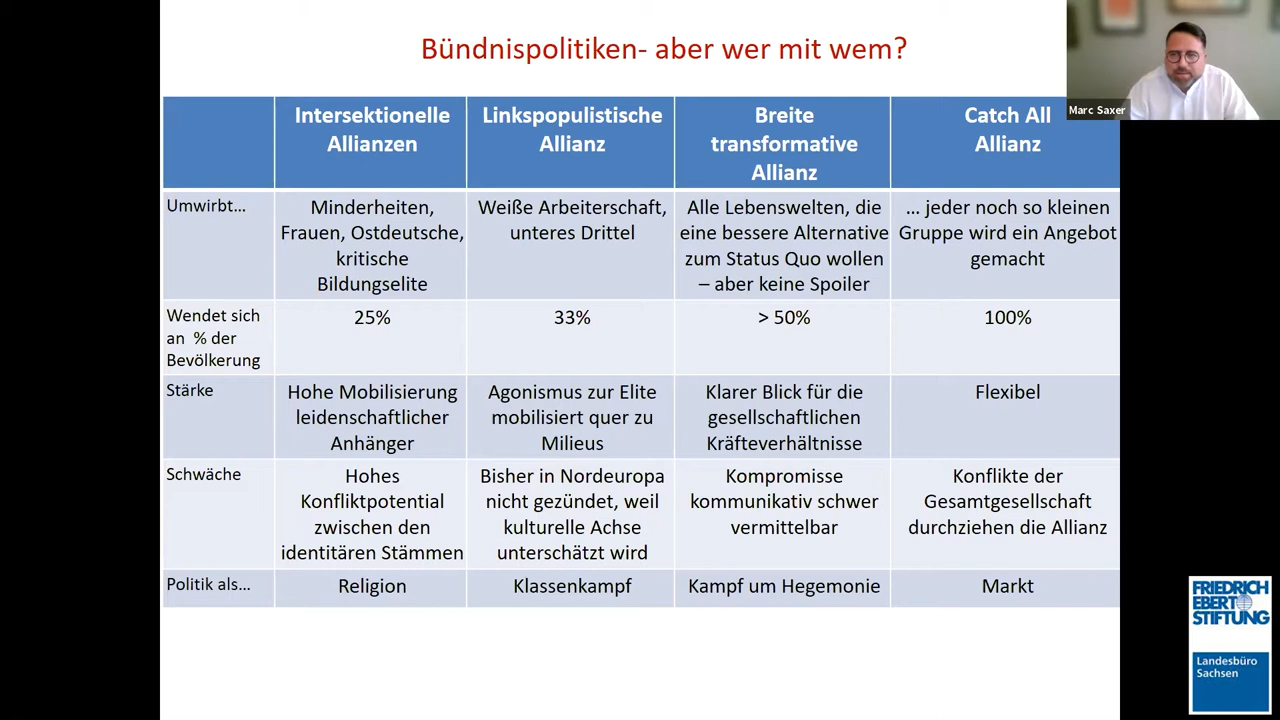 Bündnispolitiken- aber wer mit wem?
Marc Saxer
Intersektionelle
Allianzen
Linkspopulistische
Allianz
Breite
transformative
Allianz
Catch All
Allianz
Umwirbt…
Minderheiten,
Frauen, Ostdeutsche,
kritische
Bildungselite
Weiße Arbeiterschaft,
unteres Drittel
Alle Lebenswelten, die
eine bessere Alternative
zum Status Quo wollen
– aber keine Spoiler
… jeder noch so kleinen
Gruppe wird ein Angebot
gemacht
Wendet sich
an % der
Bevölkerung
25%
33%
> 50%
100%
Stärke
Hohe Mobilisierung
leidenschaftlicher
Anhänger
Agonismus zur Elite
mobilisiert quer zu
Milieus
Klarer Blick für die
gesellschaftlichen
Kräfteverhältnisse
Flexibel
Schwäche
Hohes
Konfliktpotential
zwischen den
identitären Stämmen
Bisher in Nordeuropa
nicht gezündet, weil
kulturelle Achse
unterschätzt wird
Kompromisse
kommunikativ schwer
vermittelbar
Konflikte der
Gesamtgesellschaft
durchziehen die Allianz
Politik als…
Religion
Klassenkampf
Kampf um Hegemonie
Markt
FRIEDRICH
EBERT
STIFTUNG
Landesbüro
Sachsen